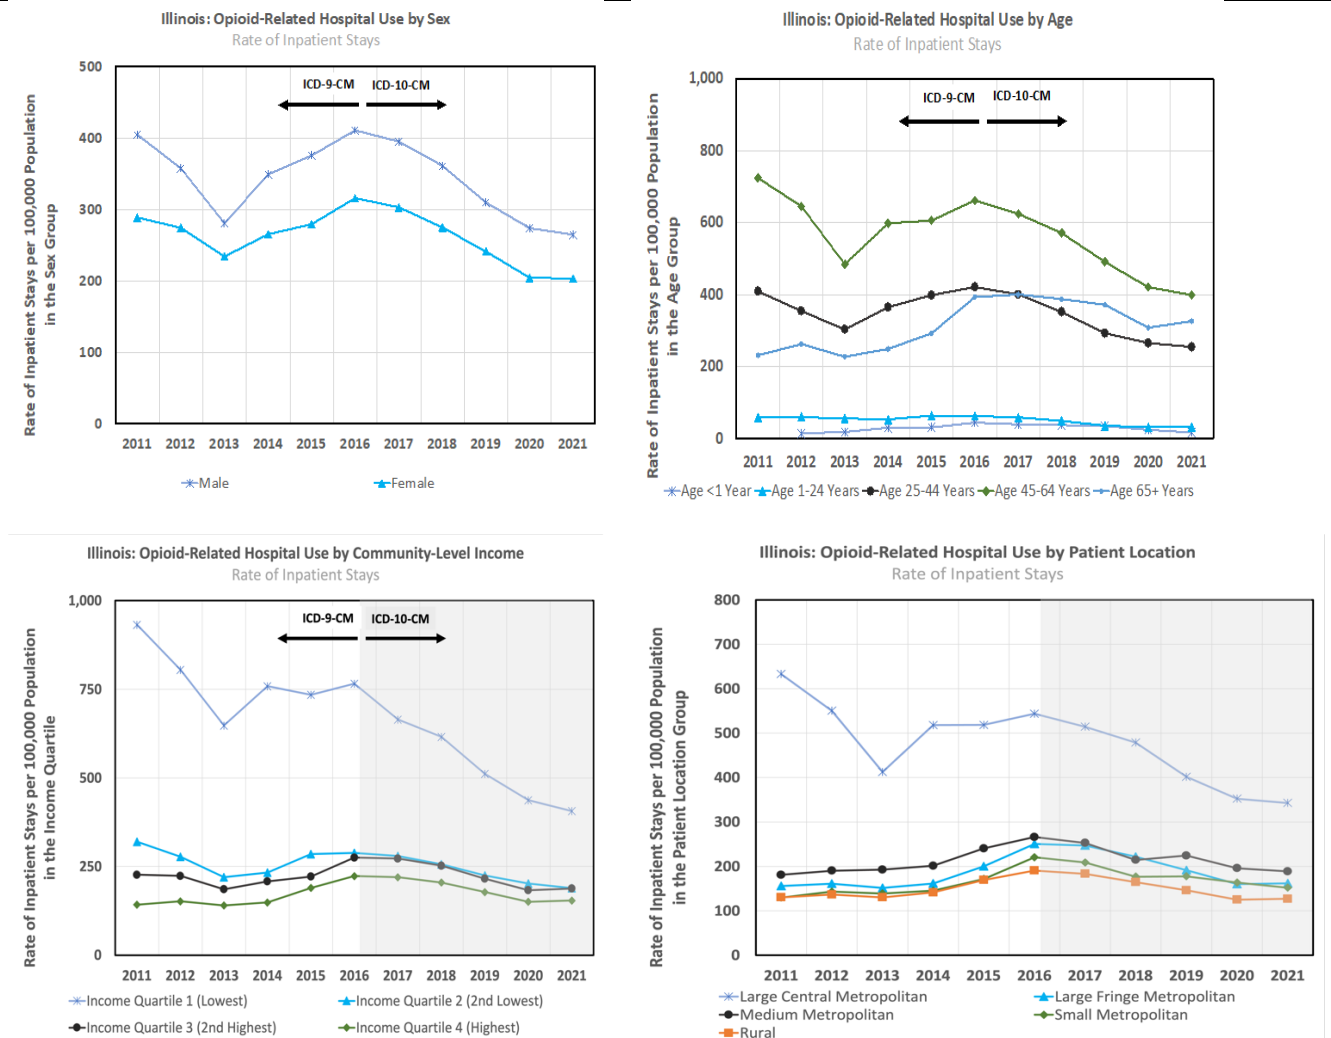 Illinois: Opioid-Related Hospital Use by Sex
Rate of Inpatient Stays
Rate of Inpatient Stays per 100,000 Population
in the Sex Group
500
400
300
200
100
0
ICD-9-CM
ICD-10-CM
2011 2012 2013 2014 2015 2016 2017 2018 2019 2020 2021
Male Female
Illinois: Opioid-Related Hospital Use by Age
Rate of Inpatient Stays
Rate of Inpatient Stays per 100,000 Population
in the Age Group
1,000
800
600
400
200
0
ICD-9-CM
ICD-10-CM
2011 2012 2013 2014 2015 2016 2017 2018 2019 2020 2021
Age <1 Year Age 1-24 Years Age 25-44 Years Age 45-64 Years Age 65+ Years
Illinois: Opioid-Related Hospital Use by Community-Level Income
Rate of Inpatient Stays
Rate of Inpatient Stays per 100,000 Population
in the Income Quartile
1,000
750
500
250
0
ICD-9-CM
ICD-10-CM
2011 2012 2013 2014 2015 2016 2017 2018 2019 2020 2021
Income Quartile 1 (Lowest) Income Quartile 2 (2nd Lowest)
Income Quartile 3 (2nd Highest) Income Quartile 4 (Highest)
Illinois: Opioid-Related Hospital Use by Patient Location
Rate of Inpatient Stays
Rate of Inpatient Stays per 100,000 Population
in the Patient Location Group
800
700
600
500
400
300
200
100
0
2011 2012 2013 2014 2015 2016 2017 2018 2019 2020 2021
Large Central Metropolitan Large Fringe Metropolitan
Medium Metropolitan Small Metropolitan
Rural